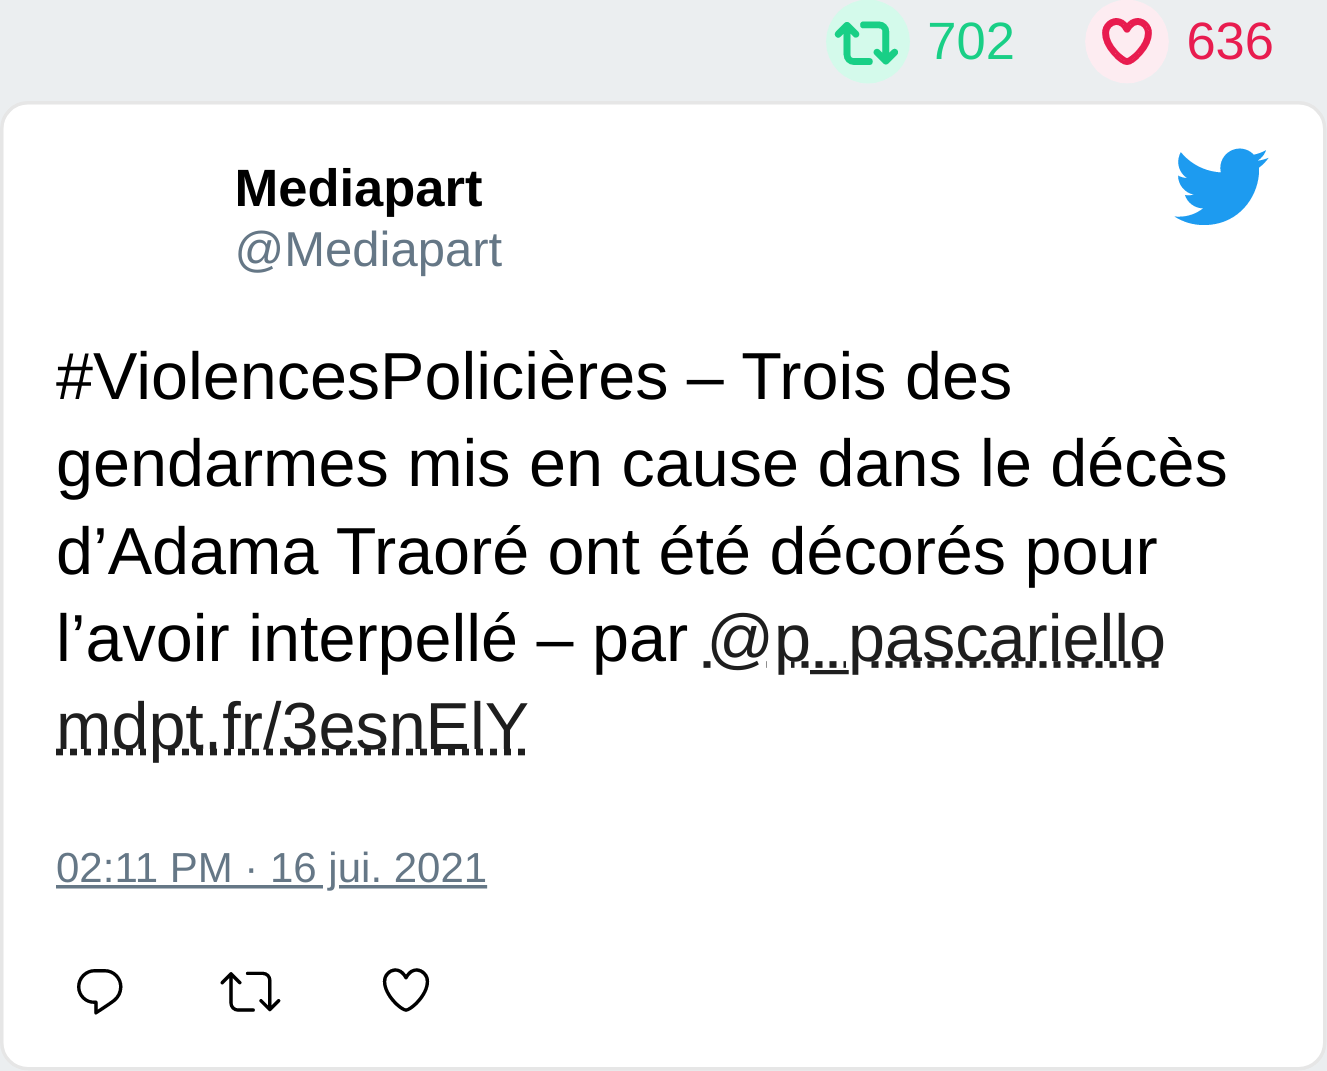 702 636
Mediapart
@Mediapart
#ViolencesPolicières – Trois des
gendarmes mis en cause dans le décès
d’Adama Traoré ont été décorés pour
l’avoir interpellé – par @p_pascariello
mdpt.fr/3esnElY
02:11 PM · 16 jui. 2021